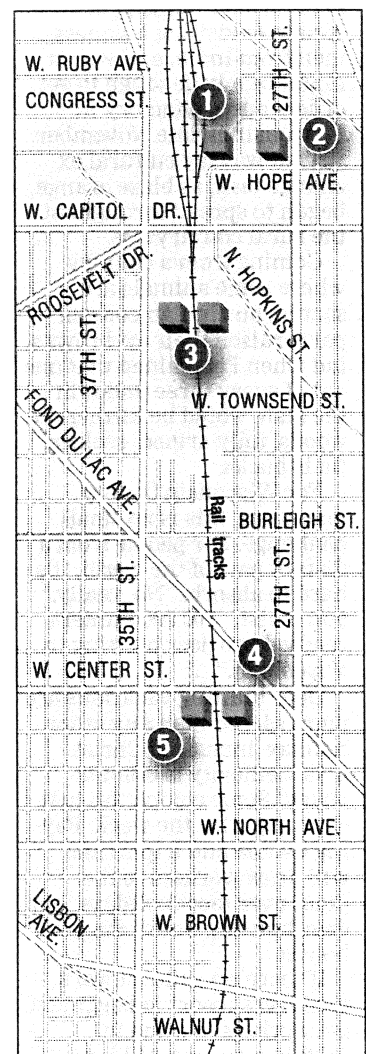 W. RUBY AVE.
CONGRESS ST.
1
27TH ST.
2
W. HOPE AVE.
W. CAPITOL DR.
ROOSEVELT DR.
N. HOPKINS ST.
37TH ST.
3
W. TOWNSEND ST.
FOND DU LAC AVE.
Rail tracks
BURLEIGH ST.
35TH ST.
27TH ST.
4
W. CENTER ST.
5
W. NORTH AVE.
LISBON
AVE.
W. BROWN ST.
WALNUT ST.